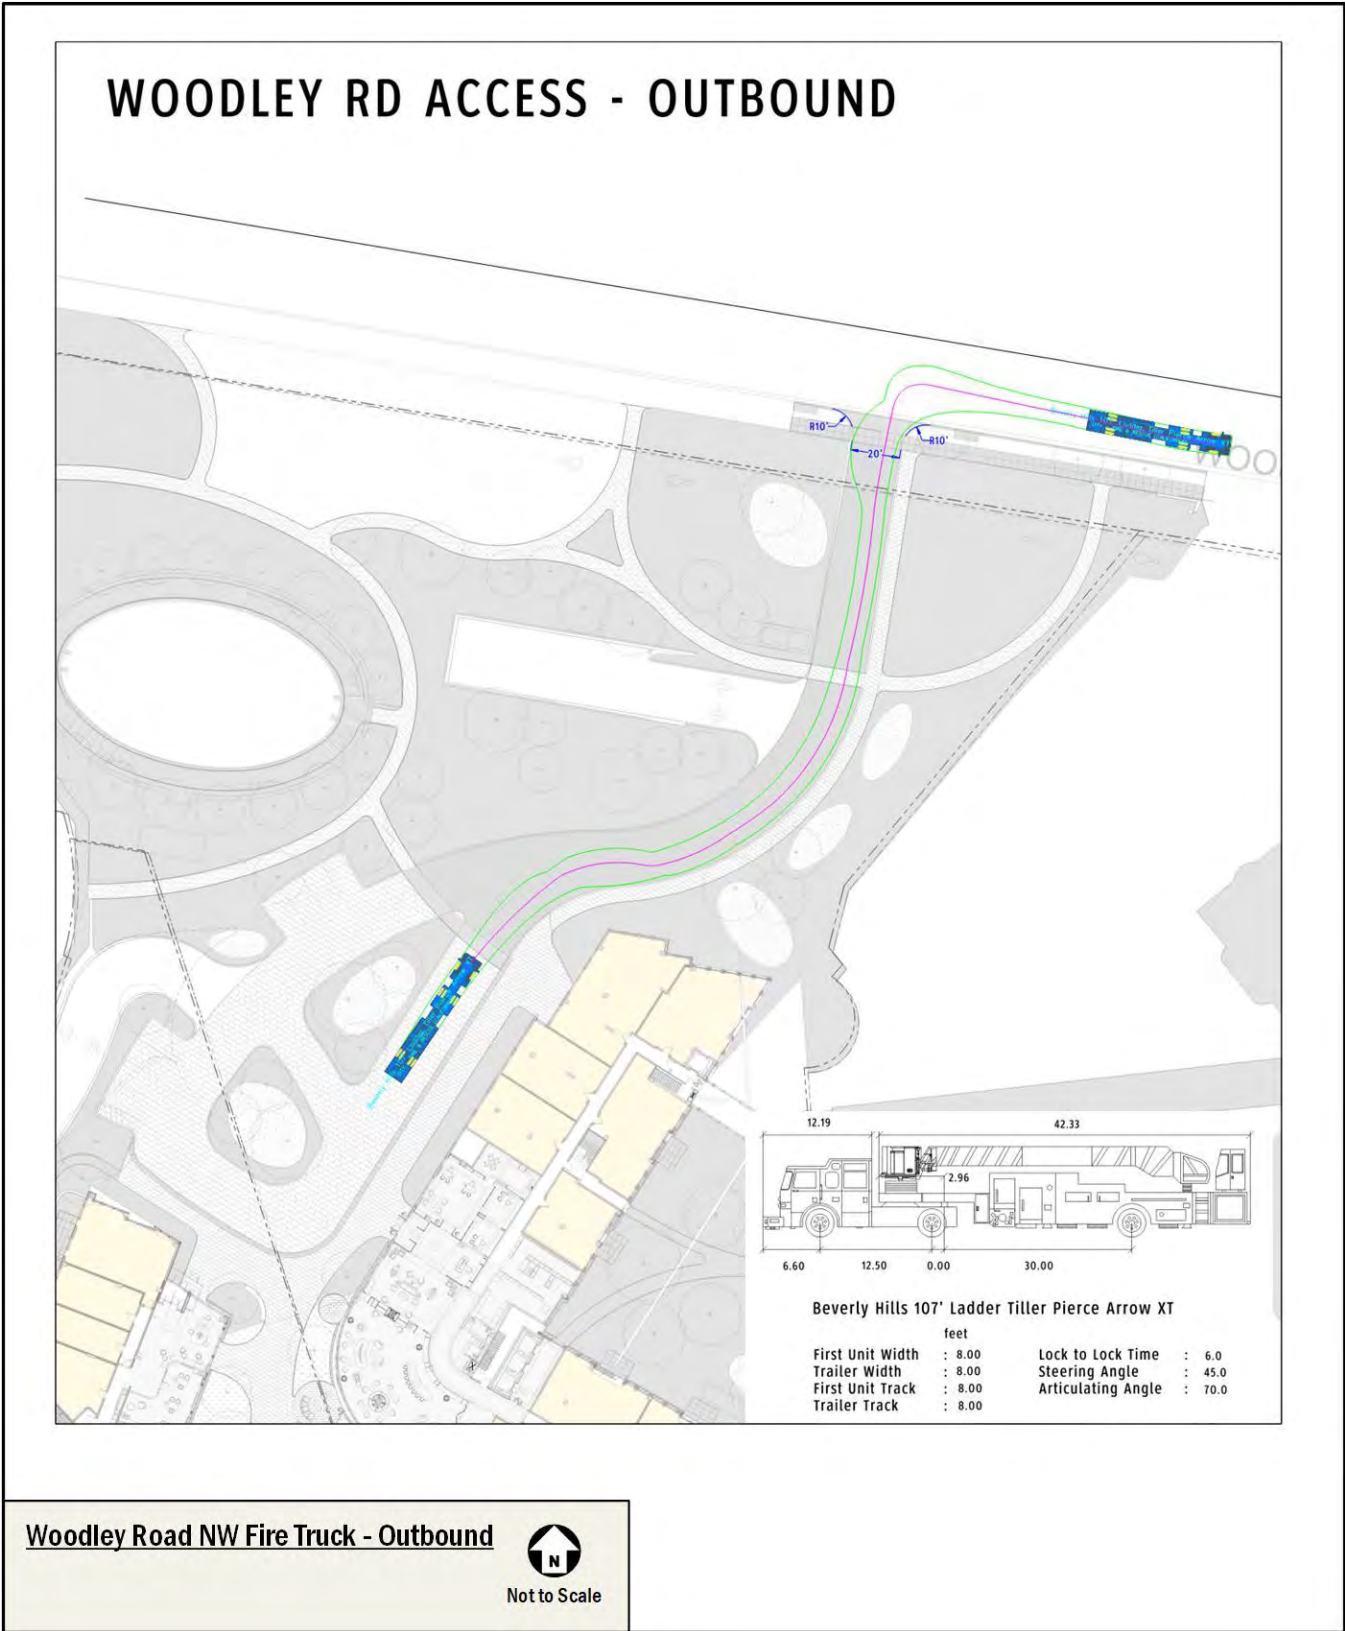 WOODLEY RD ACCESS - OUTBOUND
R10'
R10'
20'
WOO
12.19
42.33
2.96
6.60
12.50
0.00
30.00
Beverly Hills 107' Ladder Tiller Pierce Arrow XT
feet
First Unit Width : 8.00
Trailer Width : 8.00
First Unit Track : 8.00
Trailer Track : 8.00
Lock to Lock Time : 6.0
Steering Angle : 45.0
Articulating Angle : 70.0
Woodley Road NW Fire Truck - Outbound
N
Not to Scale